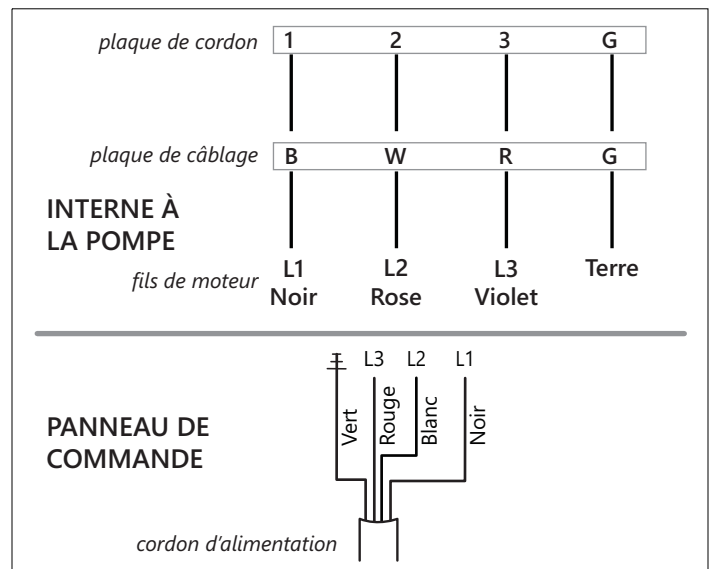 plaque de cordon 1 2 3 G
plaque de câblage B W R G
INTERNE À
LA POMPE
fils de moteur L1 L2 L3 Terre
Noir Rose Violet
L3 L2 L1
Vert Rouge Blanc Noir
PANNEAU DE
COMMANDE
cordon d'alimentation